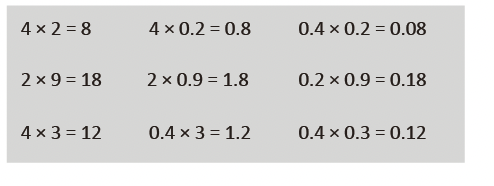 4 × 2 = 8 4 × 0.2 = 0.8 0.4 × 0.2 = 0.08
2 × 9 = 18 2 × 0.9 = 1.8 0.2 × 0.9 = 0.18
4 × 3 = 12 0.4 × 3 = 1.2 0.4 × 0.3 = 0.12